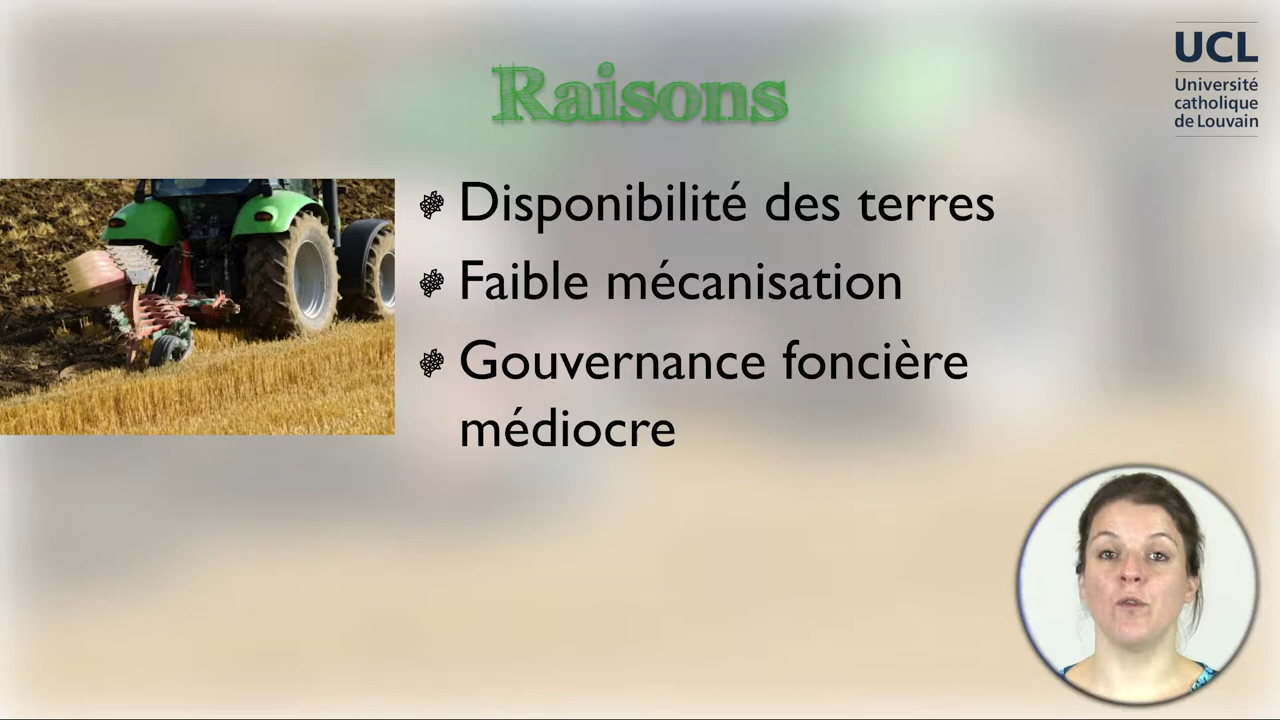 Raisons
UCL
Université
catholique
de Louvain
Disponibilité des terres
Faible mécanisation
Gouvernance foncière
médiocre